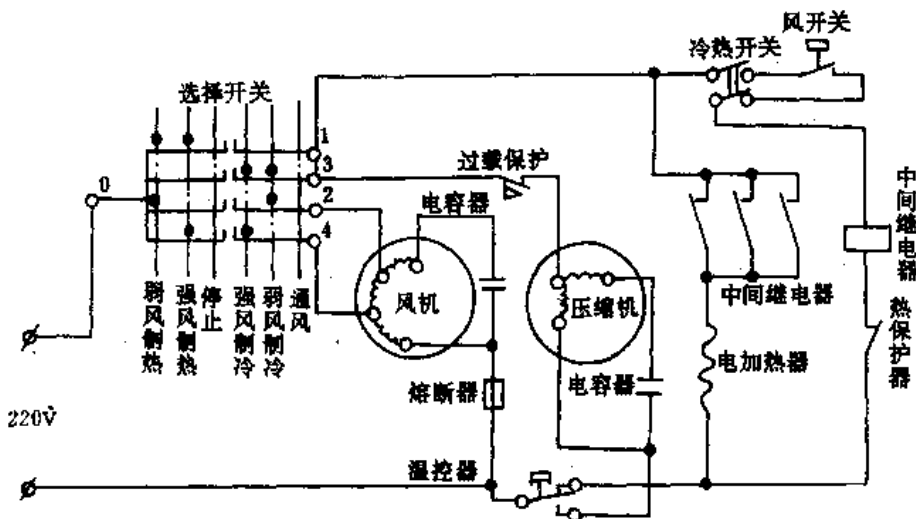 风开关
冷热开关
选择开关
1
过载保护
3
0
2
电容器
4
中间继电器
弱风制热
强风制热
停止
强风制冷
弱风制冷
通风
风机
压缩机
中间继电器
热保护器
电加热器
熔断器
电容器
220V
温控器